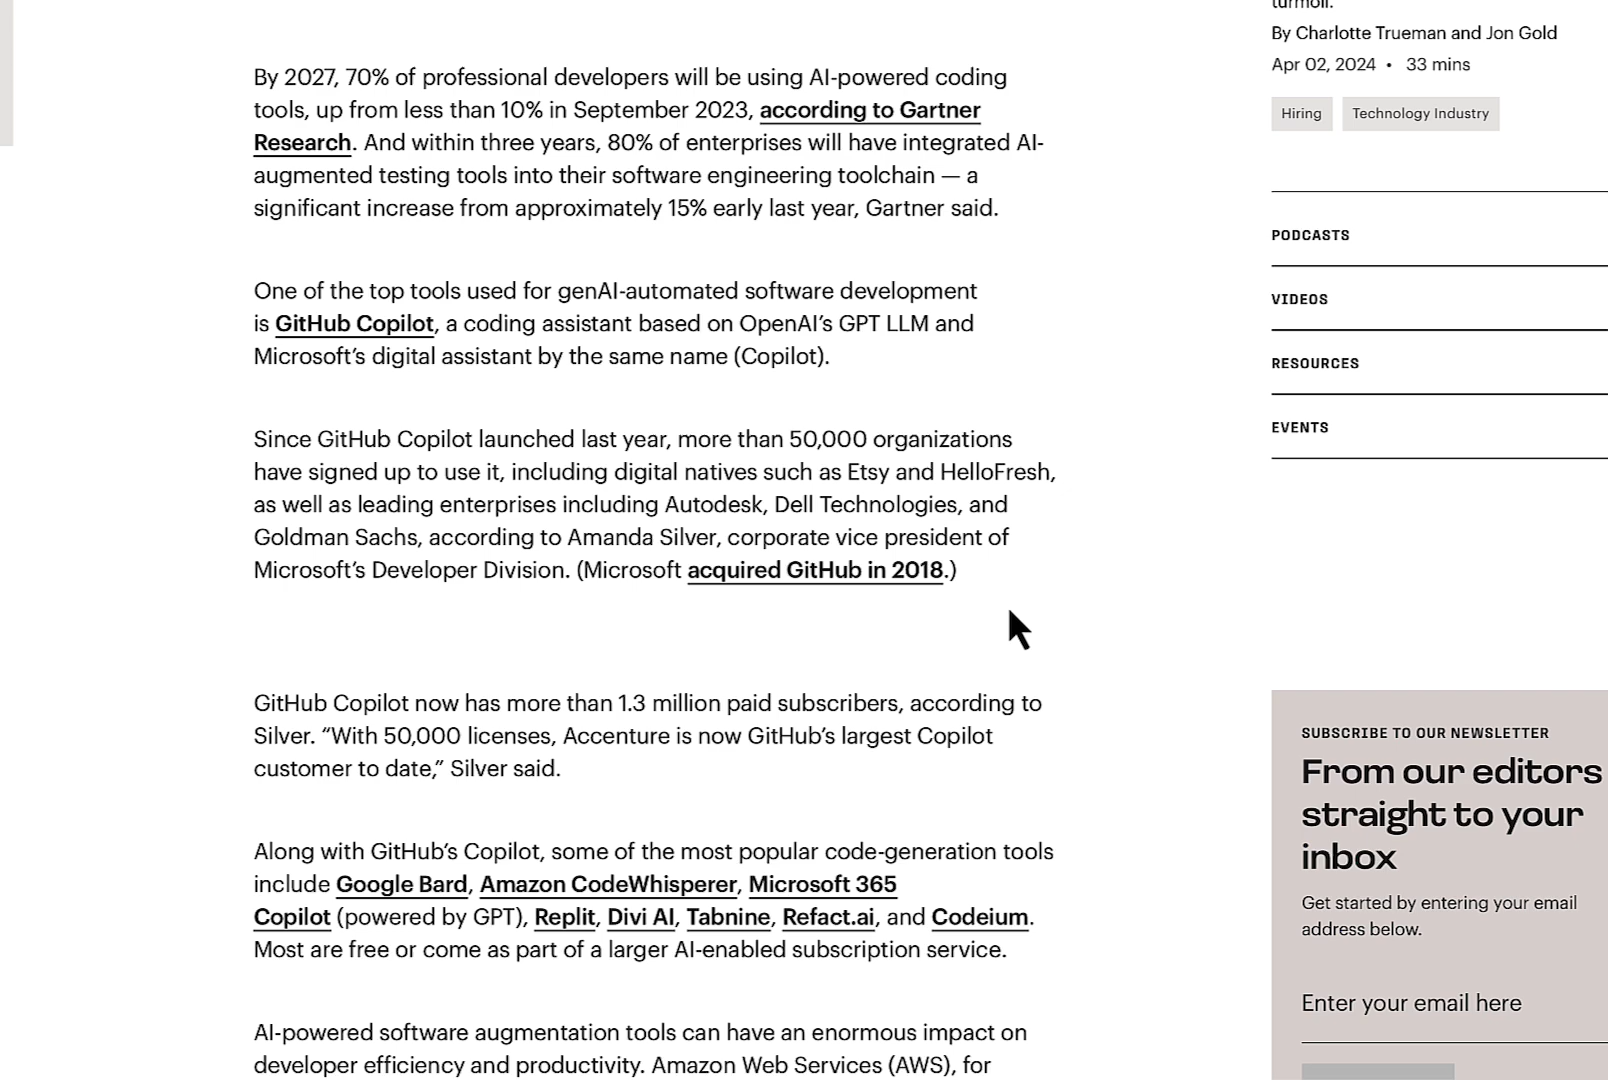 By 2027, 70% of professional developers will be using AI-powered coding
tools, up from less than 10% in September 2023, according to Gartner
Research. And within three years, 80% of enterprises will have integrated AI-
augmented testing tools into their software engineering toolchain — a
significant increase from approximately 15% early last year, Gartner said.
One of the top tools used for genAI-automated software development
is GitHub Copilot, a coding assistant based on OpenAI’s GPT LLM and
Microsoft’s digital assistant by the same name (Copilot).
Since GitHub Copilot launched last year, more than 50,000 organizations
have signed up to use it, including digital natives such as Etsy and HelloFresh,
as well as leading enterprises including Autodesk, Dell Technologies, and
Goldman Sachs, according to Amanda Silver, corporate vice president of
Microsoft’s Developer Division. (Microsoft acquired GitHub in 2018.)
GitHub Copilot now has more than 1.3 million paid subscribers, according to
Silver. “With 50,000 licenses, Accenture is now GitHub’s largest Copilot
customer to date,” Silver said.
Along with GitHub’s Copilot, some of the most popular code-generation tools
include Google Bard, Amazon CodeWhisperer, Microsoft 365
Copilot (powered by GPT), Replit, Divi AI, Tabnine, Refact.ai, and Codeium.
Most are free or come as part of a larger AI-enabled subscription service.
AI-powered software augmentation tools can have an enormous impact on
developer efficiency and productivity. Amazon Web Services (AWS), for
turmoil.
By Charlotte Trueman and Jon Gold
Apr 02, 2024 • 33 mins
Hiring
Technology Industry
PODCASTS
VIDEOS
RESOURCES
EVENTS
SUBSCRIBE TO OUR NEWSLETTER
From our editors
straight to your
inbox
Get started by entering your email
address below.
Enter your email here